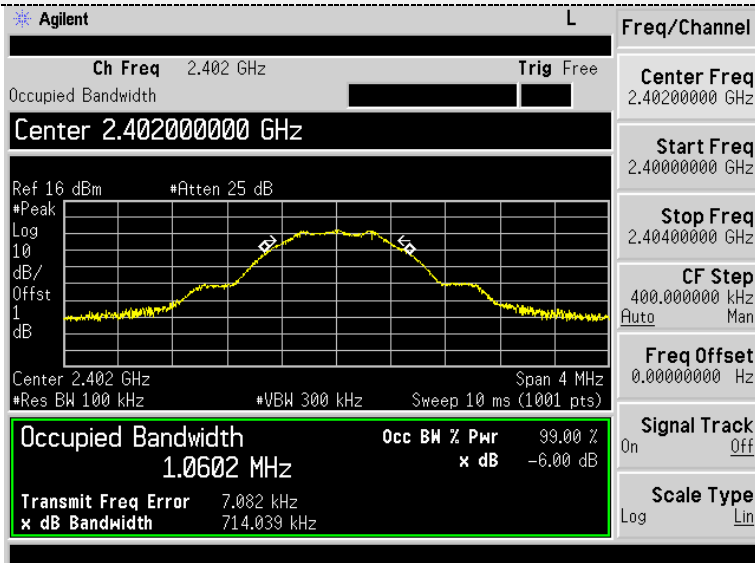 Agilent
L
Ch Freq 2.402 GHz
Trig Free
Occupied Bandwidth
Center 2.402000000 GHz
Ref 16 dBm
#Atten 25 dB
#Peak
Log
10
dB/
Offst
1
dB
Center 2.402 GHz
Span 4 MHz
#Res BW 100 kHz
#VBW 300 kHz
Sweep 10 ms (1001 pts)
Occupied Bandwidth
1.0602 MHz
Occ BW % Pwr 99.00 %
x dB -6.00 dB
Transmit Freq Error 7.082 kHz
x dB Bandwidth 714.039 kHz
Freq/Channel
Center Freq
2.40200000 GHz
Start Freq
2.40000000 GHz
Stop Freq
2.40400000 GHz
CF Step
400.000000 kHz
Auto Man
Freq Offset
0.00000000 Hz
Signal Track
On Off
Scale Type
Log Lin